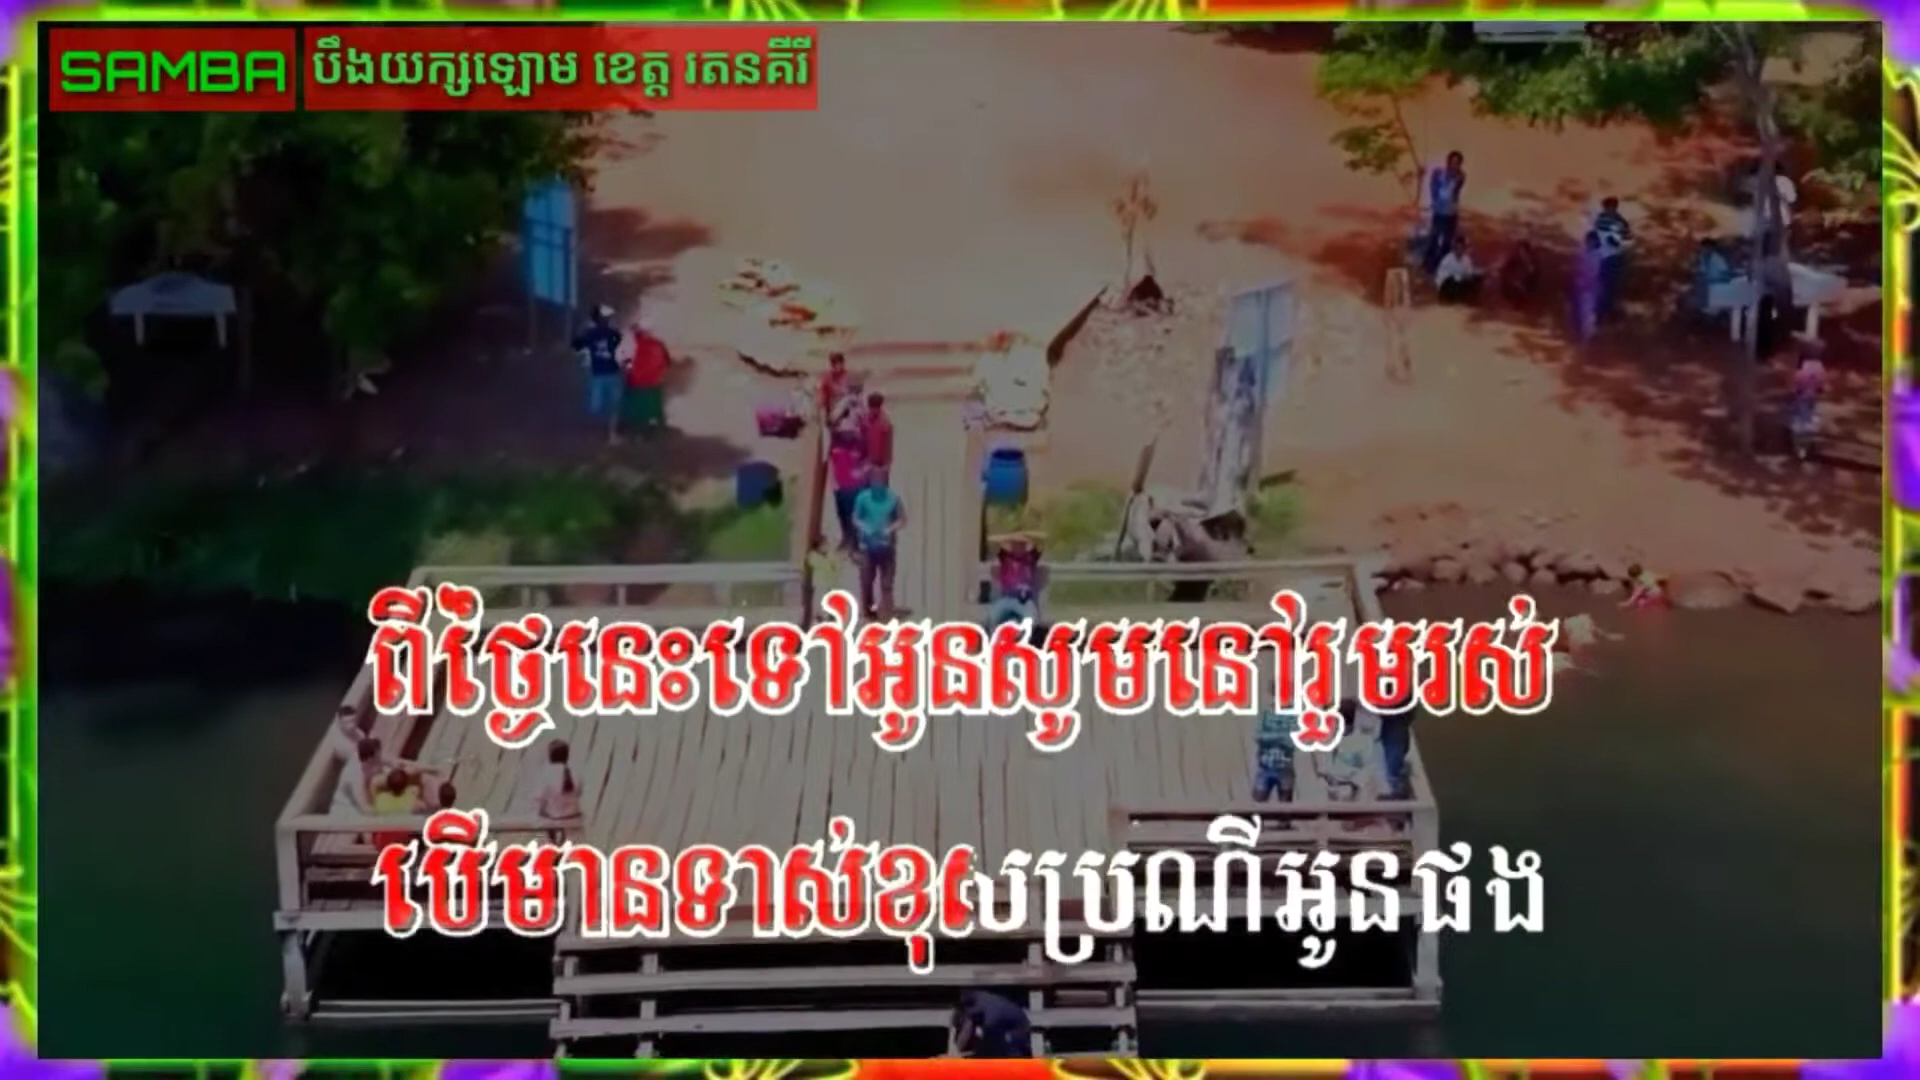 SAMBA បឹងយក្សឡោម ខេត្ត រតនគីរី
ពីថ្ងៃនេះទៅអូនសូមនៅរួមរស់
បើមានទាស់ខុសប្រណីអូនផង